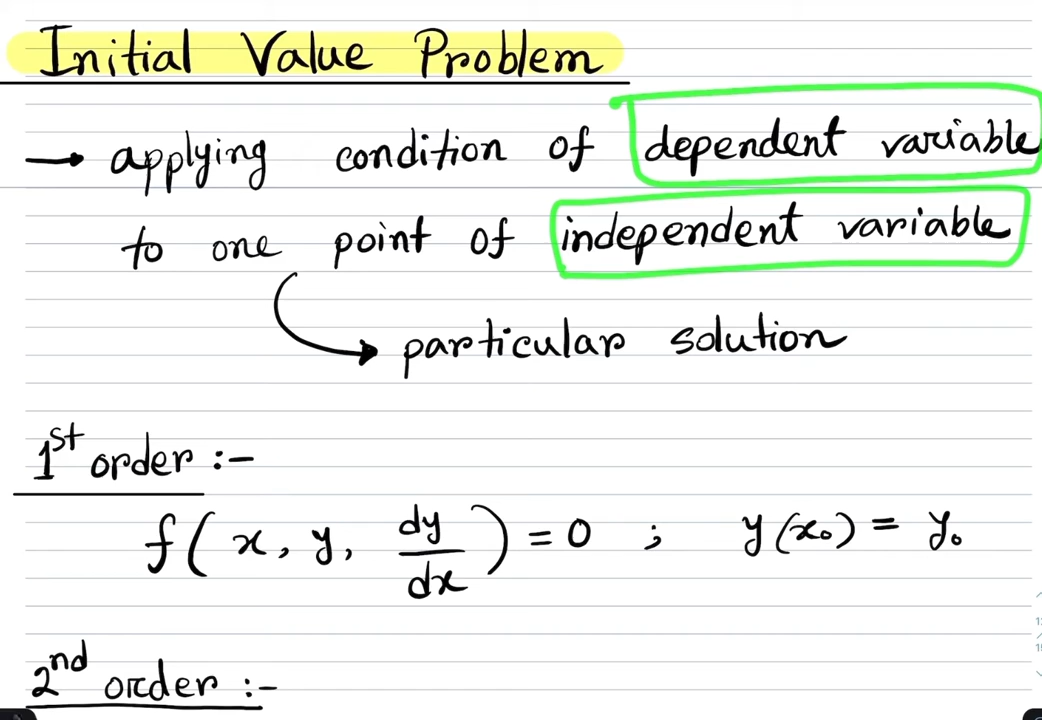 Initial Value Problem
→ applying condition of dependent variable
to one point of independent variable
→ particular solution
1st order :-
f( x, y, dy/dx ) = 0 ; y(x₀) = y₀
2nd order :-